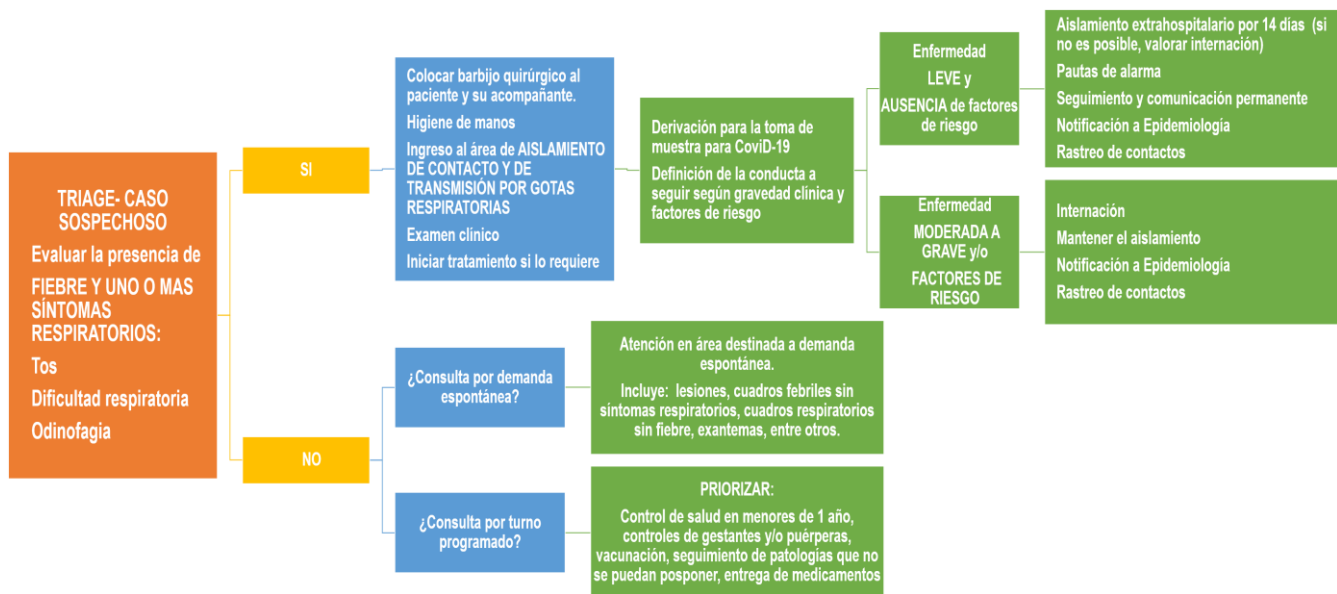 TRIAGE- CASO
SOSPECHOSO
Evaluar la presencia de
FIEBRE Y UNO O MAS
SÍNTOMAS
RESPIRATORIOS:
Tos
Dificultad respiratoria
Odinofagia
SI
Colocar barbijo quirúrgico al
paciente y su acompañante.
Higiene de manos
Ingreso al área de AISLAMIENTO
DE CONTACTO Y DE
TRANSMISIÓN POR GOTAS
RESPIRATORIAS
Examen clínico
Iniciar tratamiento si lo requiere
Derivación para la toma de
muestra para CoviD-19
Definición de la conducta a
seguir según gravedad clínica y
factores de riesgo
Enfermedad
LEVE y
AUSENCIA de factores
de riesgo
Aislamiento extrahospitalario por 14 días (si
no es posible, valorar internación)
Pautas de alarma
Seguimiento y comunicación permanente
Notificación a Epidemiología
Rastreo de contactos
Enfermedad
MODERADA A
GRAVE y/o
FACTORES DE
RIESGO
Internación
Mantener el aislamiento
Notificación a Epidemiología
Rastreo de contactos
NO
¿Consulta por demanda
espontánea?
Atención en área destinada a demanda
espontánea.
Incluye: lesiones, cuadros febriles sin
síntomas respiratorios, cuadros respiratorios
sin fiebre, exantemas, entre otros.
¿Consulta por turno
programado?
PRIORIZAR:
Control de salud en menores de 1 año,
controles de gestantes y/o puérperas,
vacunación, seguimiento de patologías que no
se puedan posponer, entrega de medicamentos